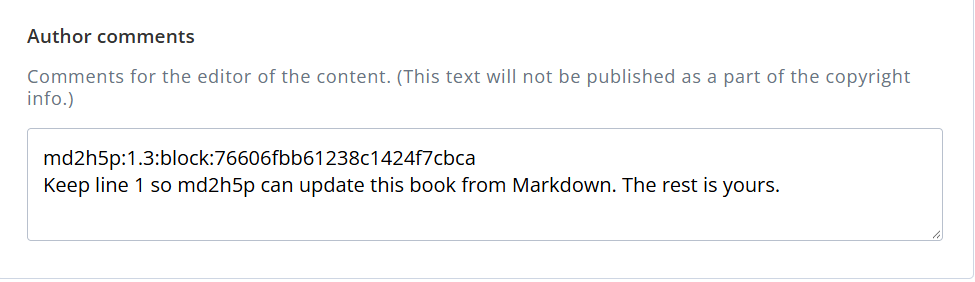 Author comments
Comments for the editor of the content. (This text will not be published as a part of the copyright
info.)
md2h5p:1.3:block:76606fbb61238c1424f7cbca
Keep line 1 so md2h5p can update this book from Markdown. The rest is yours.